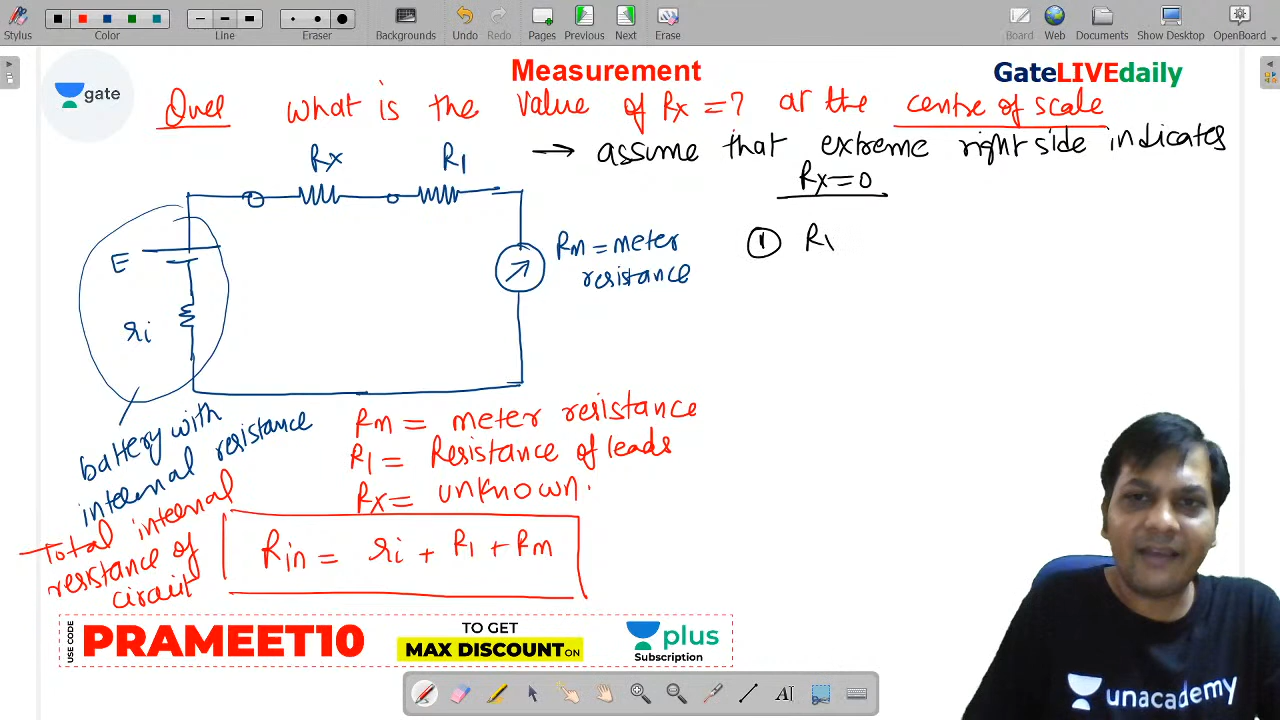 Stylus
Color
Line
Eraser
Backgrounds
Undo
Redo
Pages
Previous
Next
Erase
Board
Web
Documents
Show Desktop
OpenBoard
gate
Measurement
GateLIVEdaily
Ques what is the value of Rx = ? at the centre of scale
→ assume that extreme right side indicates
Rx = 0
Rx
R1
E
ri
Rm = meter
resistance
① R1
battery with
internal resistance
Rm = meter resistance
R1 = Resistance of leads
Rx = unknown.
Total internal
resistance of
circuit
Rin = ri + R1 + Rm
USE CODE
PRAMEET10
TO GET
MAX DISCOUNT ON
plus
Subscription
unacademy